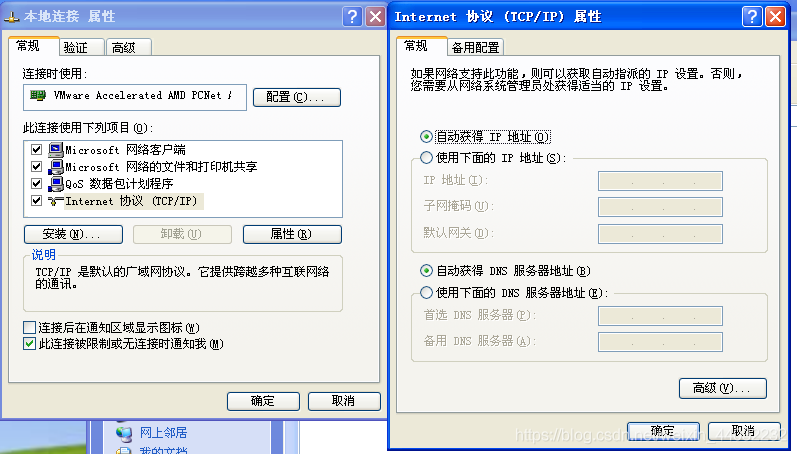 本地连接 属性
常规
验证
高级
连接时使用:
VMware Accelerated AMD PCNet A
配置(C)...
此连接使用下列项目(O):
Microsoft 网络客户端
Microsoft 网络的文件和打印机共享
QoS 数据包计划程序
Internet 协议 (TCP/IP)
安装(N)...
卸载(U)
属性(R)
说明
TCP/IP 是默认的广域网协议。它提供跨越多种互联网络
的通讯。
连接后在通知区域显示图标(W)
此连接被限制或无连接时通知我(M)
确定
取消
网上邻居
我的文档
Internet 协议 (TCP/IP) 属性
常规
备用配置
如果网络支持此功能，则可以获取自动指派的 IP 设置。否则，
您需要从网络系统管理员处获得适当的 IP 设置。
自动获得 IP 地址(O)
使用下面的 IP 地址(S):
IP 地址(I):
子网掩码(U):
默认网关(D):
自动获得 DNS 服务器地址(B)
使用下面的 DNS 服务器地址(E):
首选 DNS 服务器(P):
备用 DNS 服务器(A):
高级(V)...
确定
取消